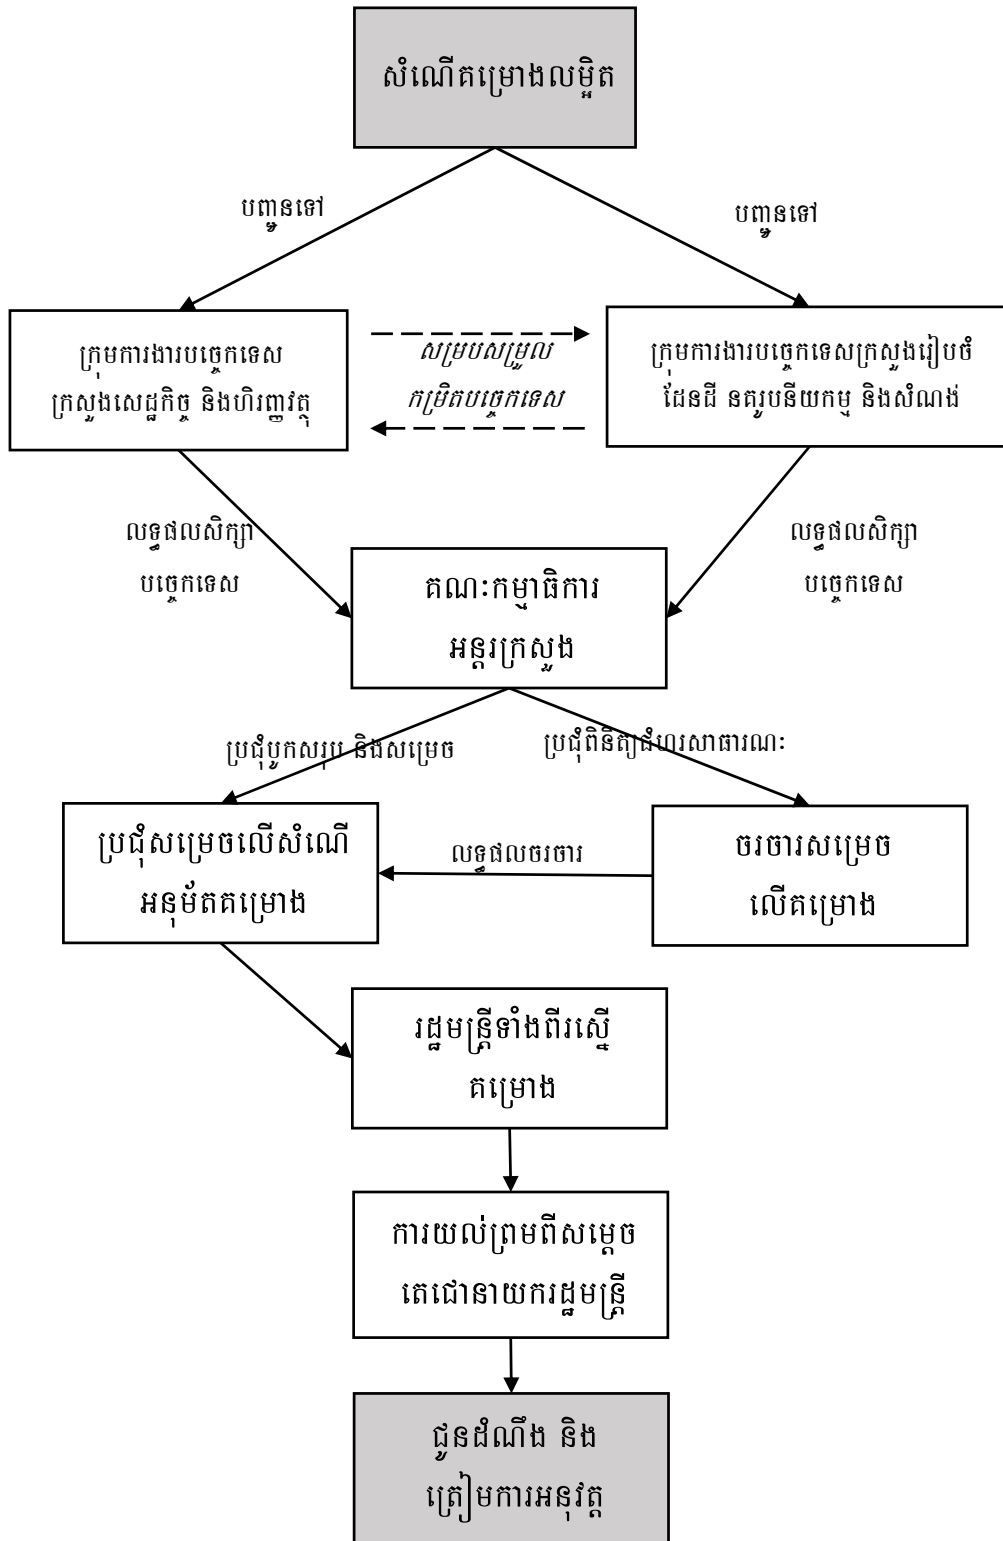 សំណើគម្រោងលម្អិត
បញ្ជូនទៅ
បញ្ជូនទៅ
ក្រុមការងារបច្ចេកទេស
ក្រសួងសេដ្ឋកិច្ច និងហិរញ្ញវត្ថុ
សម្របសម្រួល
កម្រិតបច្ចេកទេស
ក្រុមការងារបច្ចេកទេសក្រសួងរៀបចំ
ដែនដី នគរូបនីយកម្ម និងសំណង់
លទ្ធផលសិក្សា
បច្ចេកទេស
លទ្ធផលសិក្សា
បច្ចេកទេស
គណៈកម្មាធិការ
អន្តរក្រសួង
ប្រជុំបូកសរុប និងសម្រេច
ប្រជុំពិនិត្យជំហរសាធារណៈ
ប្រជុំសម្រេចលើសំណើ
អនុម័តគម្រោង
លទ្ធផលចរចារ
ចរចារសម្រេច
លើគម្រោង
រដ្ឋមន្ត្រីទាំងពីរស្នើ
គម្រោង
ការយល់ព្រមពីសម្តេច
តេជោនាយករដ្ឋមន្ត្រី
ជូនដំណឹង និង
ត្រៀមការអនុវត្ត